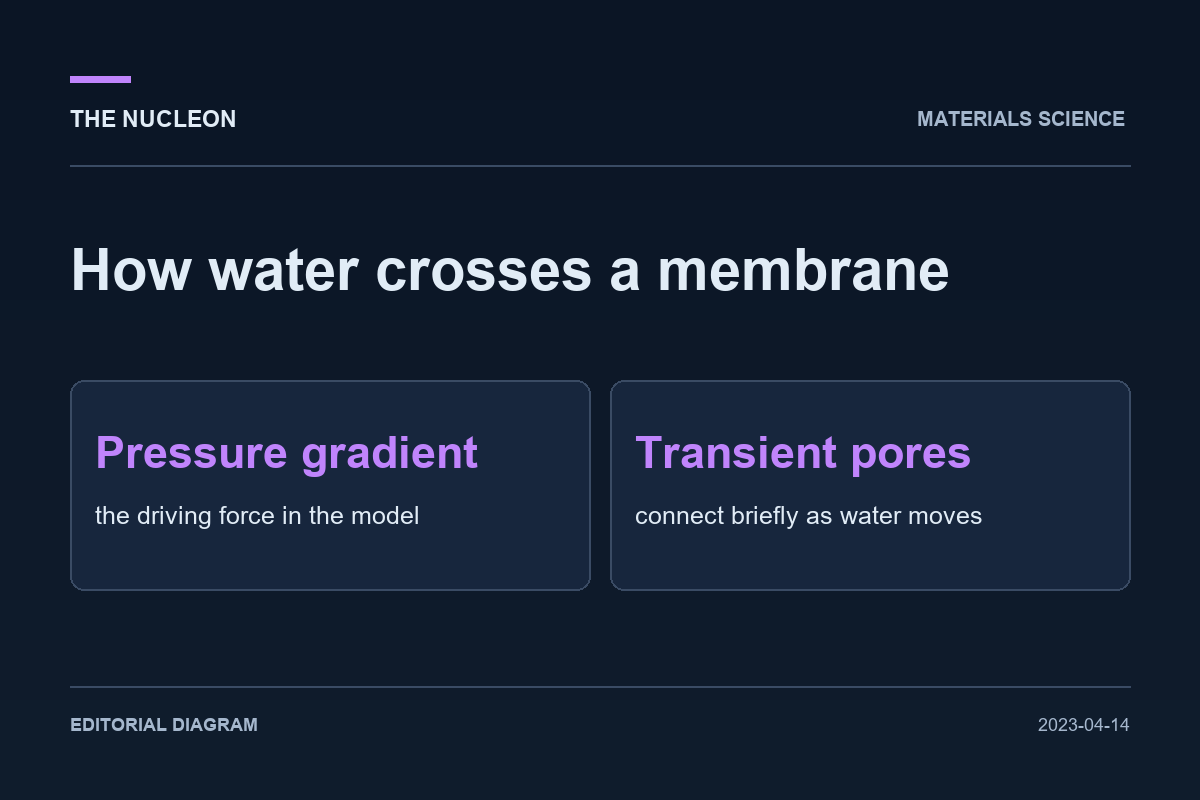 THE NUCLEON
MATERIALS SCIENCE
How water crosses a membrane
Pressure gradient
the driving force in the model
Transient pores
connect briefly as water moves
EDITORIAL DIAGRAM
2023-04-14